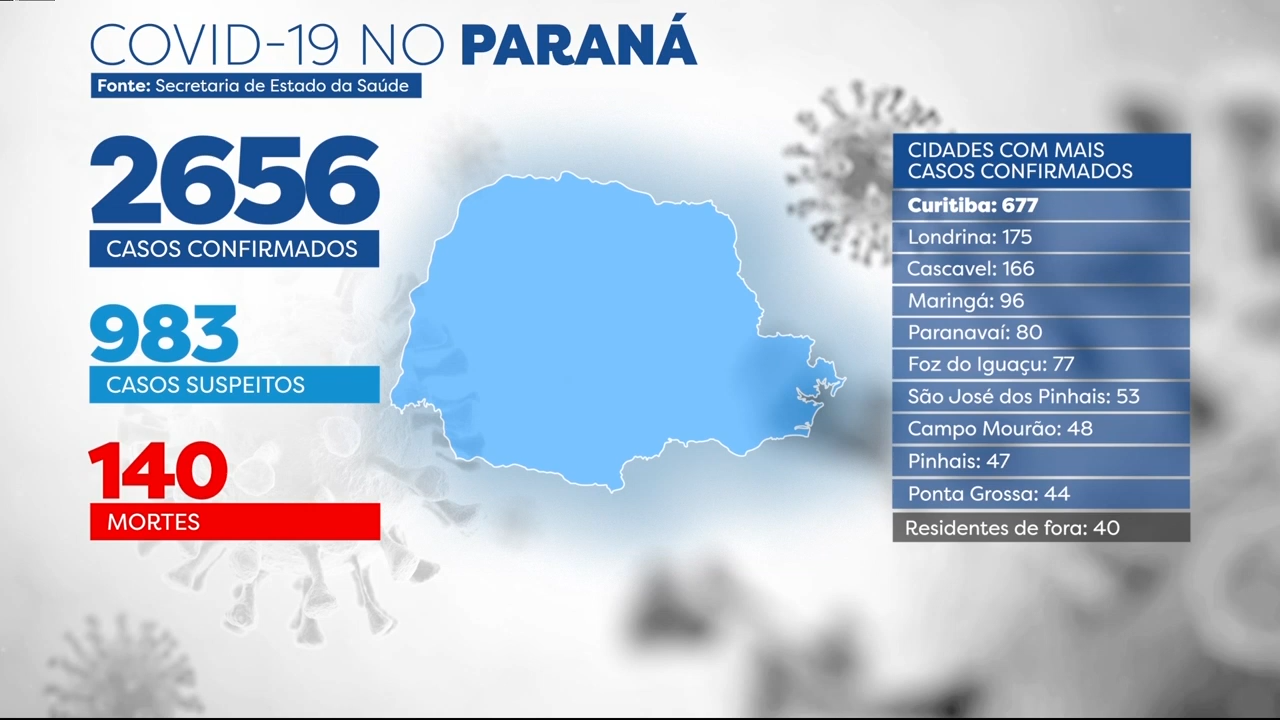 COVID-19 NO PARANÁ
Fonte: Secretaria de Estado da Saúde
2656
CASOS CONFIRMADOS
983
CASOS SUSPEITOS
140
MORTES
CIDADES COM MAIS
CASOS CONFIRMADOS
Curitiba: 677
Londrina: 175
Cascavel: 166
Maringá: 96
Paranavaí: 80
Foz do Iguaçu: 77
São José dos Pinhais: 53
Campo Mourão: 48
Pinhais: 47
Ponta Grossa: 44
Residentes de fora: 40